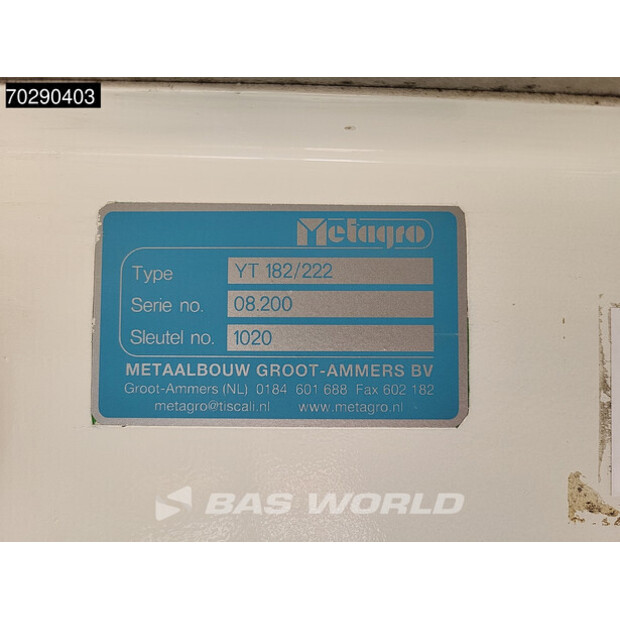 70290403
Metagro
Type YT 182/222
Serie no. 08.200
Sleutel no. 1020
METAALBOUW GROOT-AMMERS BV
Groot-Ammers (NL) 0184 601 688 Fax 602 182
metagro@tiscali.nl www.metagro.nl
BAS WORLD